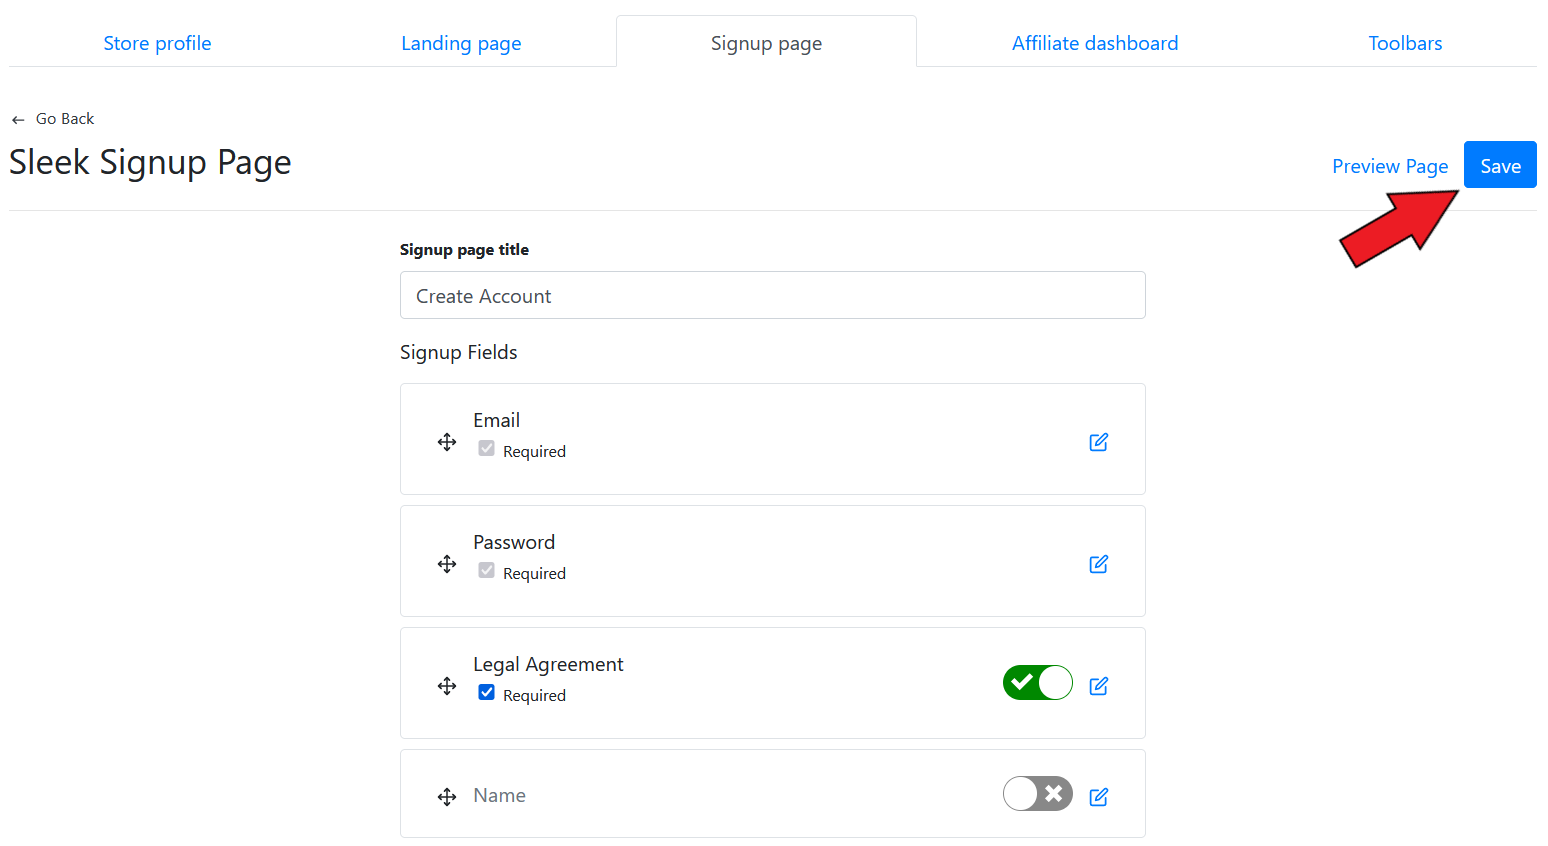 Store profile
Landing page
Signup page
Affiliate dashboard
Toolbars
Go Back
Sleek Signup Page
Preview Page
Save
Signup page title
Create Account
Signup Fields
Email
Required
Password
Required
Legal Agreement
Required
Name